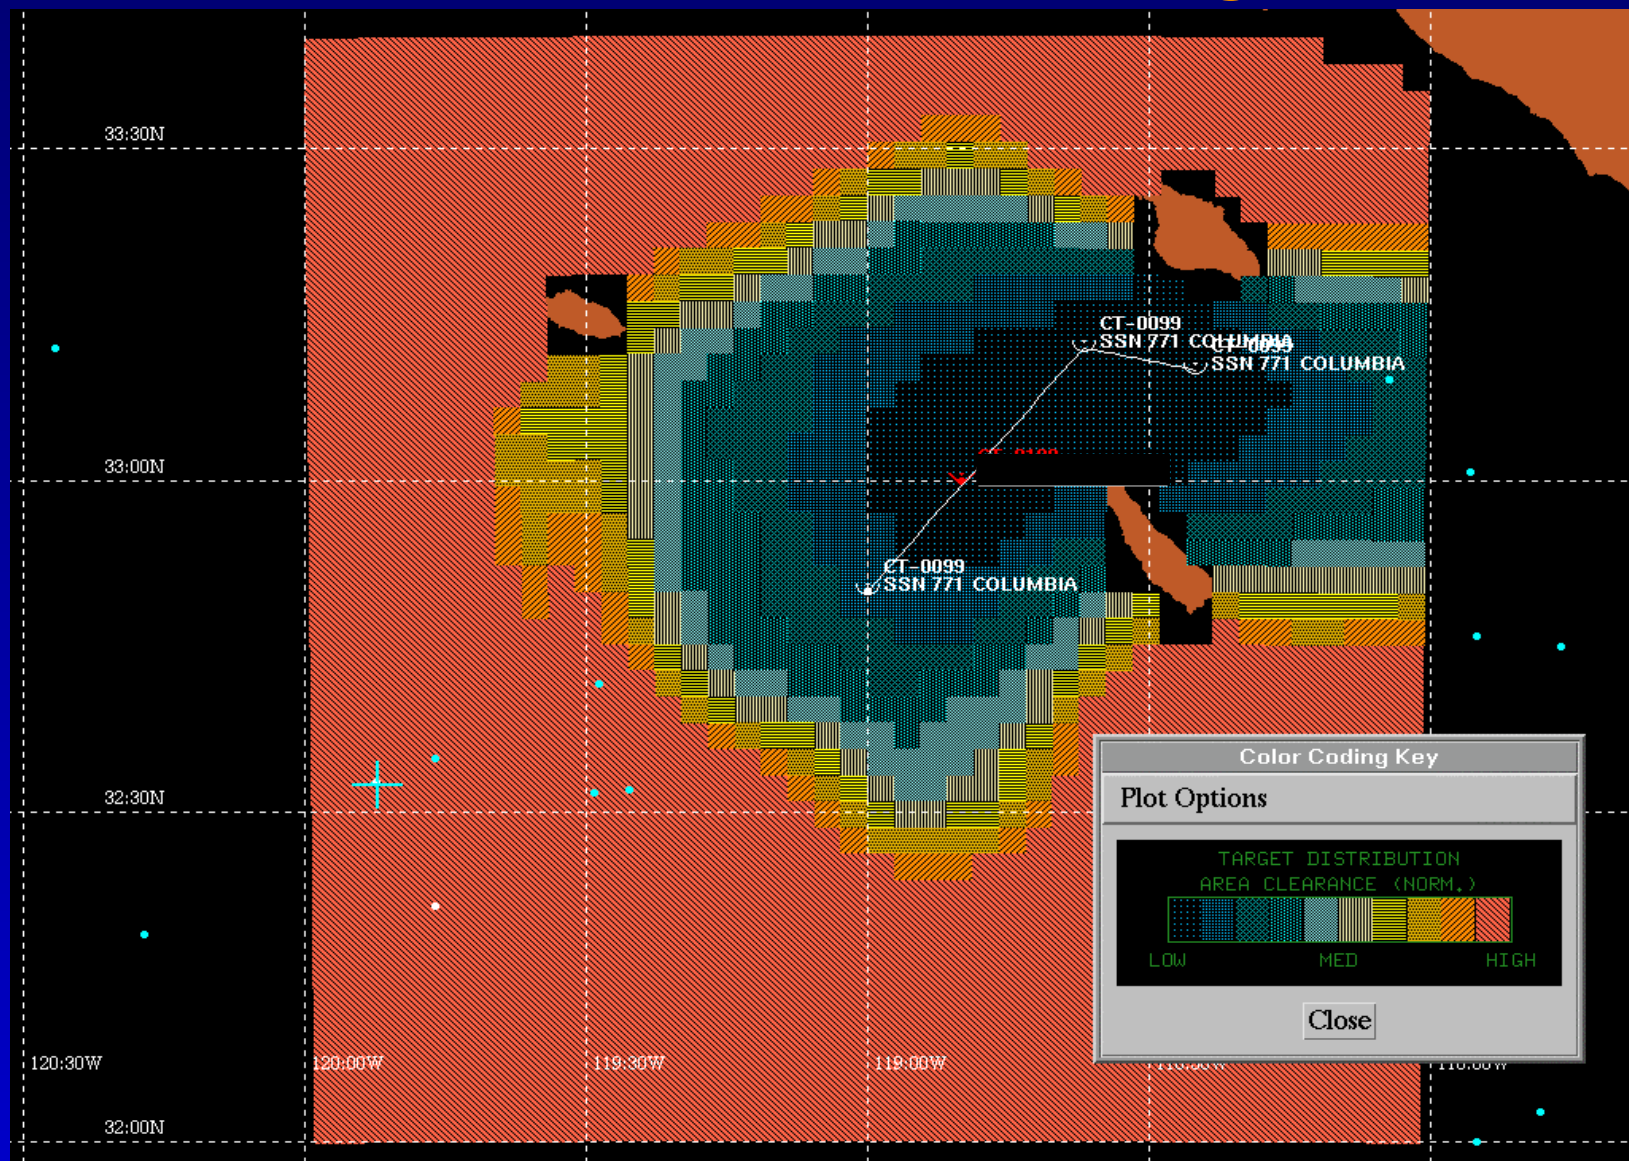 33:30N
CT-0099
SSN 771 COLUMBIA
SSN 771 COLUMBIA
33:00N
CT-0099
SSN 771 COLUMBIA
Color Coding Key
Plot Options
32:30N
TARGET DISTRIBUTION
AREA CLEARANCE (NORM.)
LOW MED HIGH
Close
120:30W 120:00W 119:30W 119:00W
32:00N